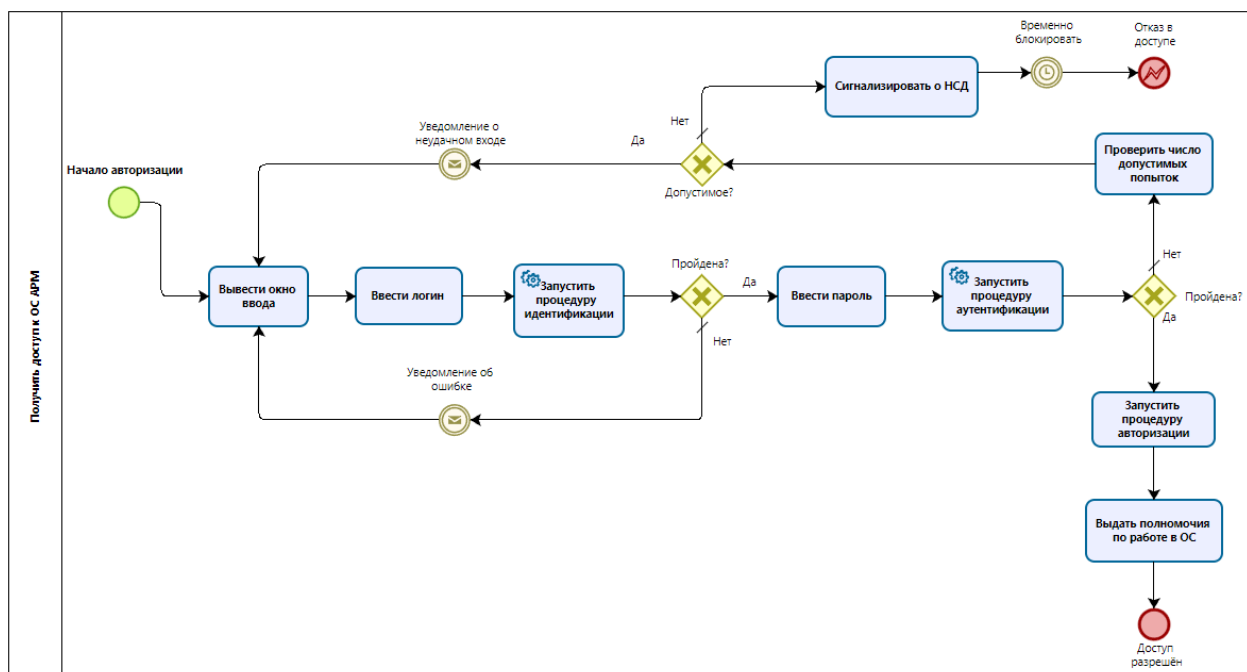 Получить доступ к ОС АРМ
Временно
блокировать
Отказ в
доступе
Сигнализировать о НСД
Нет
Уведомление о
неудачном входе
Да
Допустимое?
Проверить число
допустимых
попыток
Начало авторизации
Вывести окно
ввода
Ввести логин
Запустить
процедуру
идентификации
Пройдена?
Да
Нет
Ввести пароль
Запустить
процедуру
аутентификации
Нет
Пройдена?
Да
Уведомление об
ошибке
Запустить
процедуру
авторизации
Выдать полномочия
по работе в ОС
Доступ
разрешён